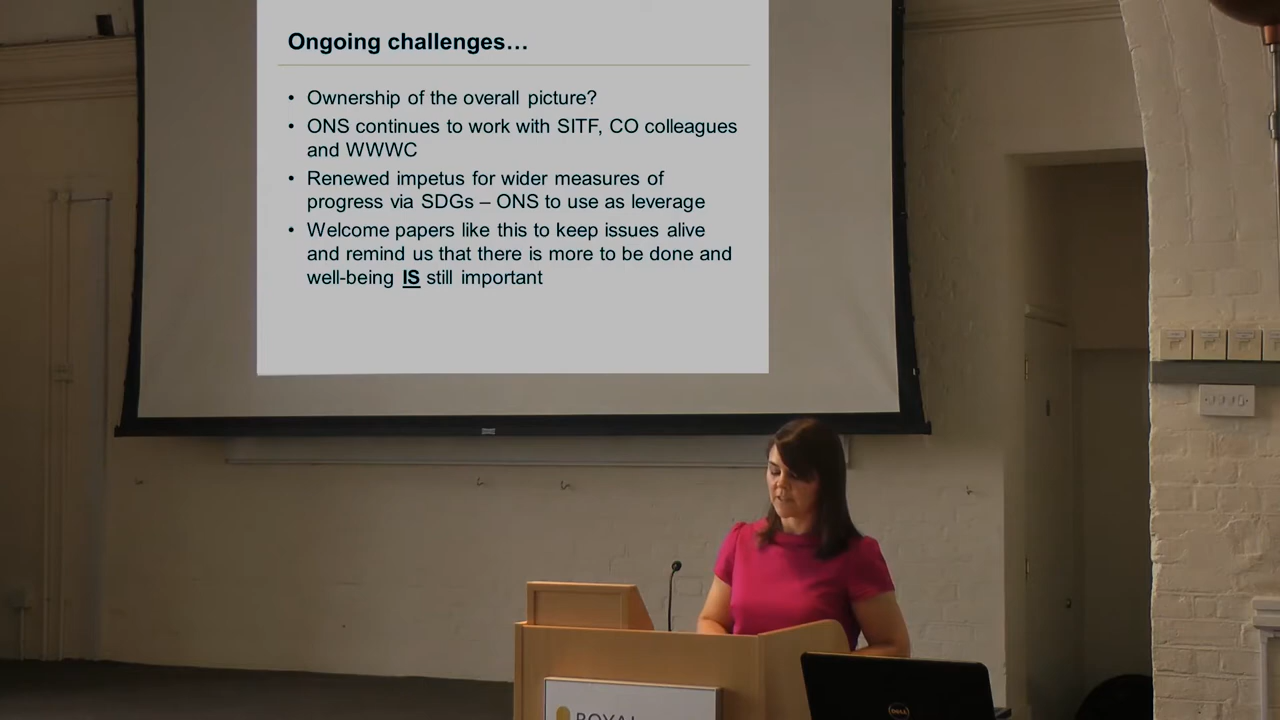 Ongoing challenges…
• Ownership of the overall picture?
• ONS continues to work with SITF, CO colleagues
and WWWC
• Renewed impetus for wider measures of
progress via SDGs – ONS to use as leverage
• Welcome papers like this to keep issues alive
and remind us that there is more to be done and
well-being IS still important
ROYAL
DELL